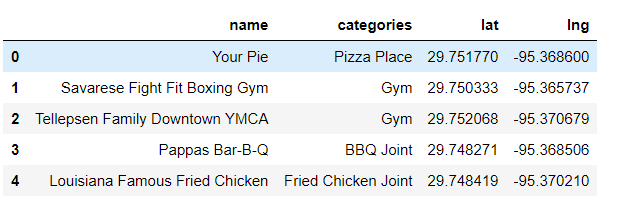 name categories lat lng
0 Your Pie Pizza Place 29.751770 -95.368600
1 Savarese Fight Fit Boxing Gym Gym 29.750333 -95.365737
2 Tellepsen Family Downtown YMCA Gym 29.752068 -95.370679
3 Pappas Bar-B-Q BBQ Joint 29.748271 -95.368506
4 Louisiana Famous Fried Chicken Fried Chicken Joint 29.748419 -95.370210